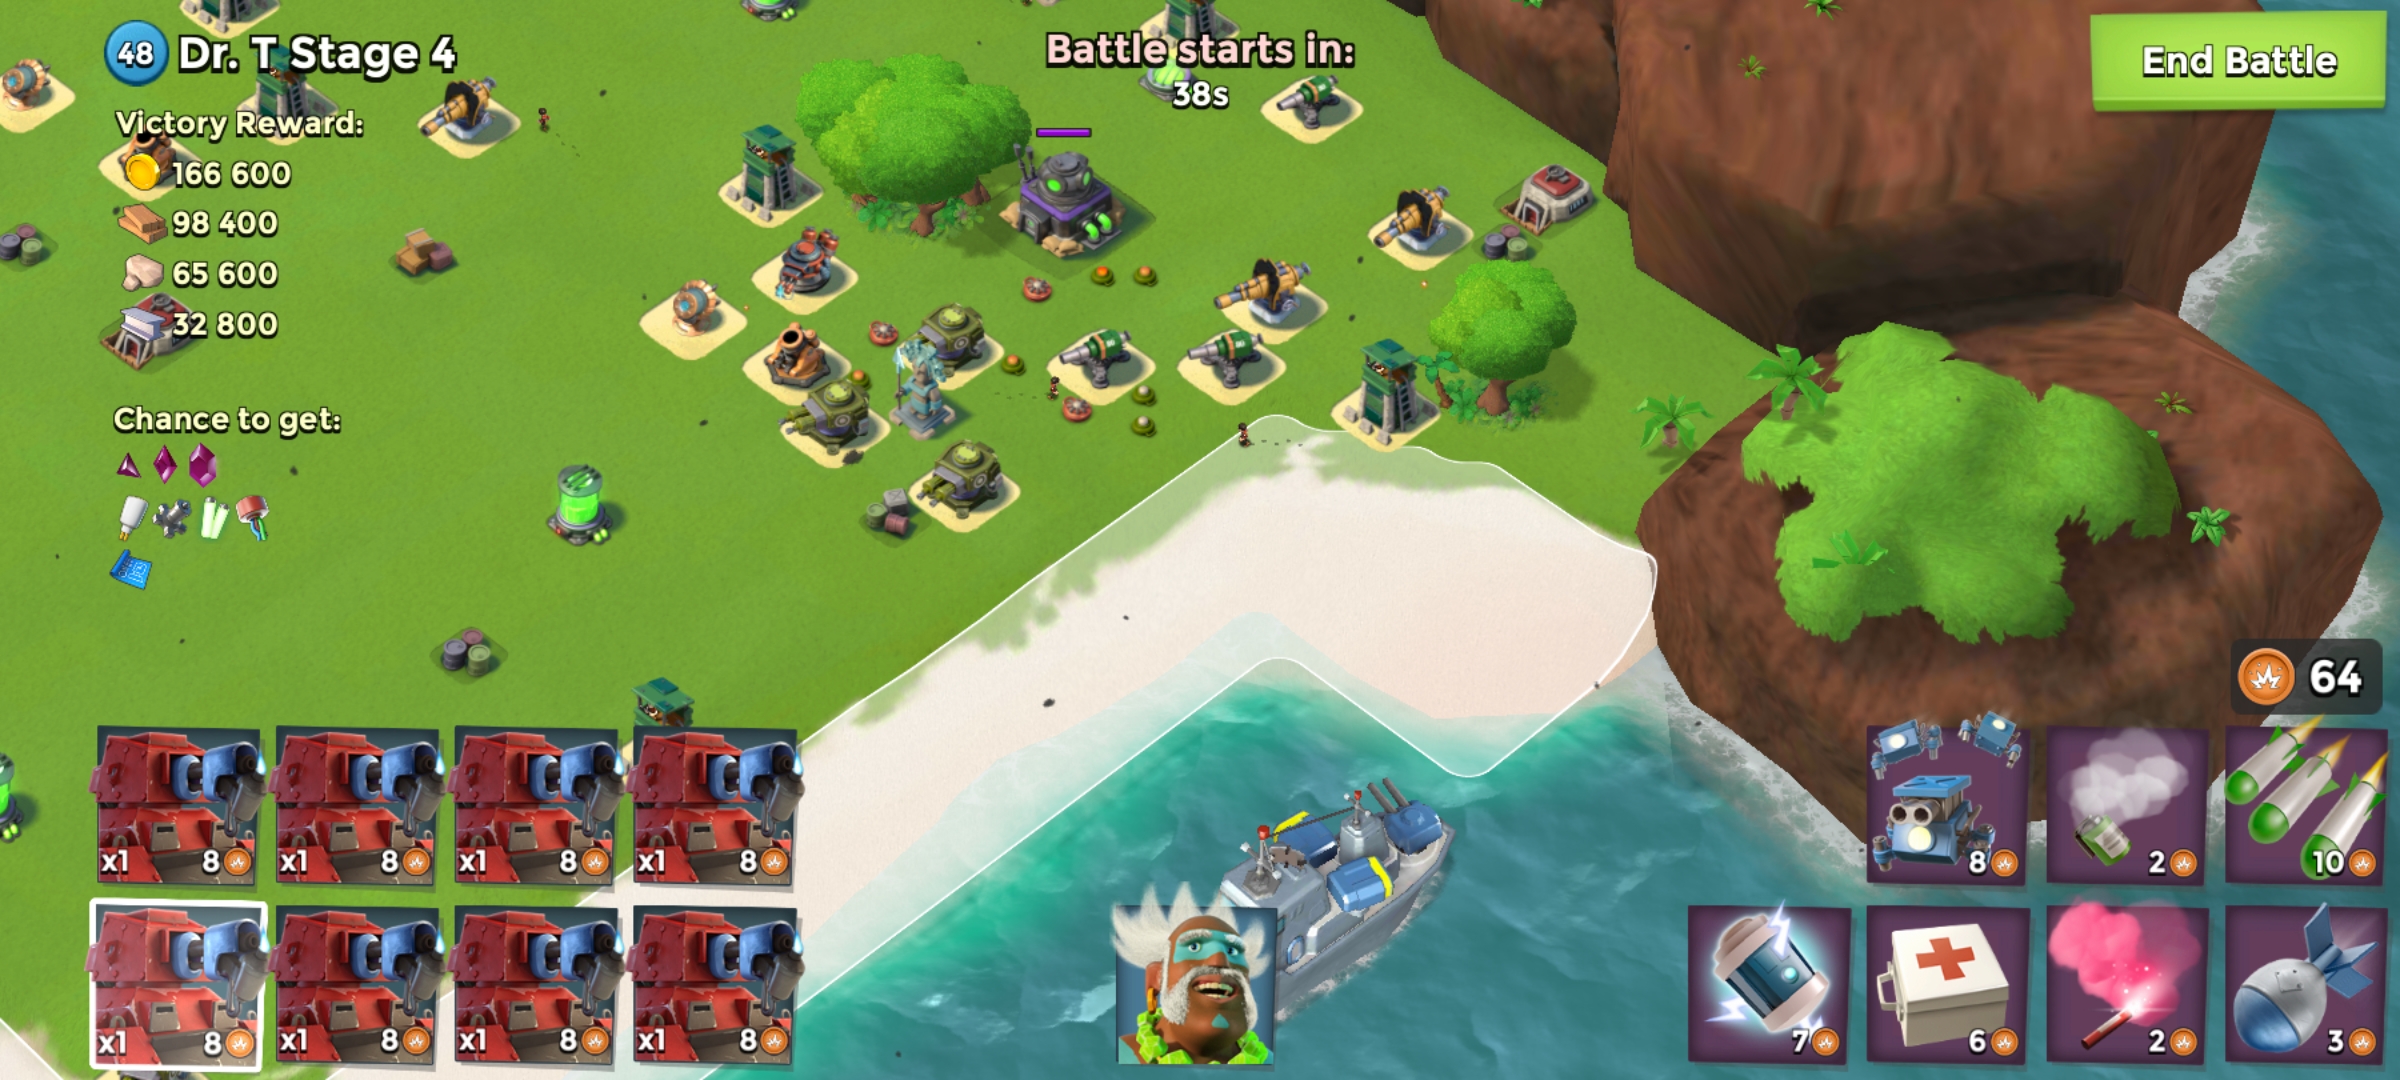 48 Dr. T Stage 4
Victory Reward:
166 600
98 400
65 600
32 800
Chance to get:
Battle starts in:
38s
End Battle
64
x1 8
x1 8
x1 8
x1 8
8
2
10
x1 8
x1 8
x1 8
x1 8
7
6
2
3